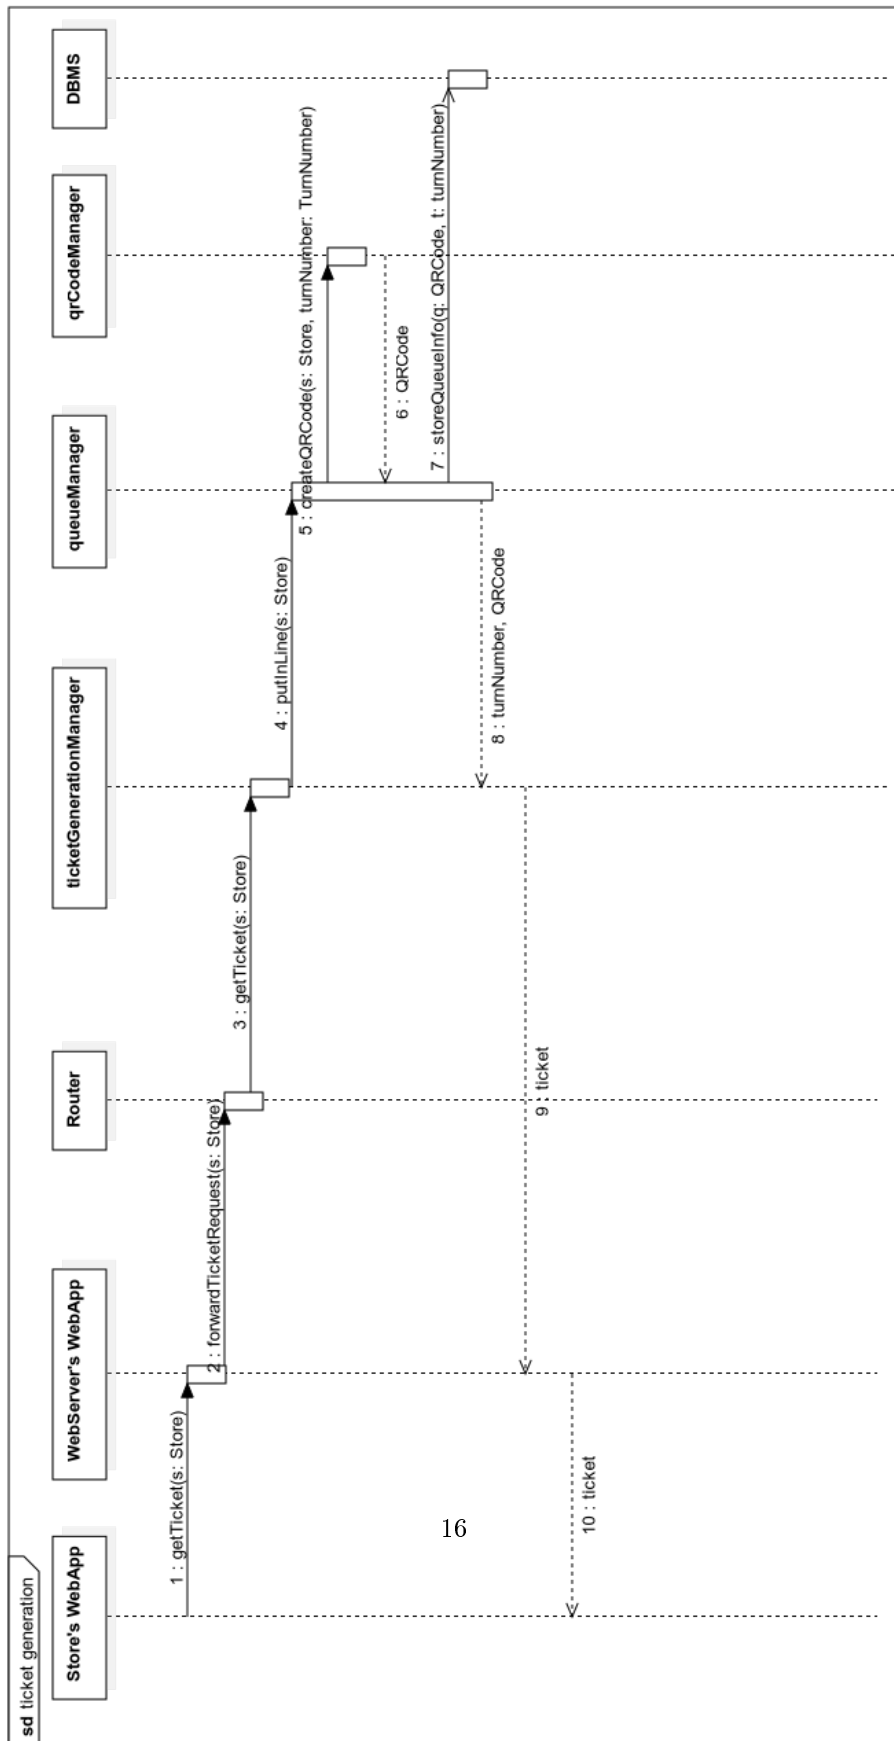 sd ticket generation
Store's WebApp
WebServer's WebApp
Router
ticketGenerationManager
queueManager
qrCodeManager
DBMS
1 : getTicket(s: Store)
2 : forwardTicketRequest(s: Store)
3 : getTicket(s: Store)
4 : putInLine(s: Store)
5 : createQRCode(s: Store, turnNumber: TurnNumber)
6 : QRCode
7 : storeQueueInfo(q: QRCode, t: turnNumber)
8 : turnNumber, QRCode
9 : ticket
10 : ticket
16